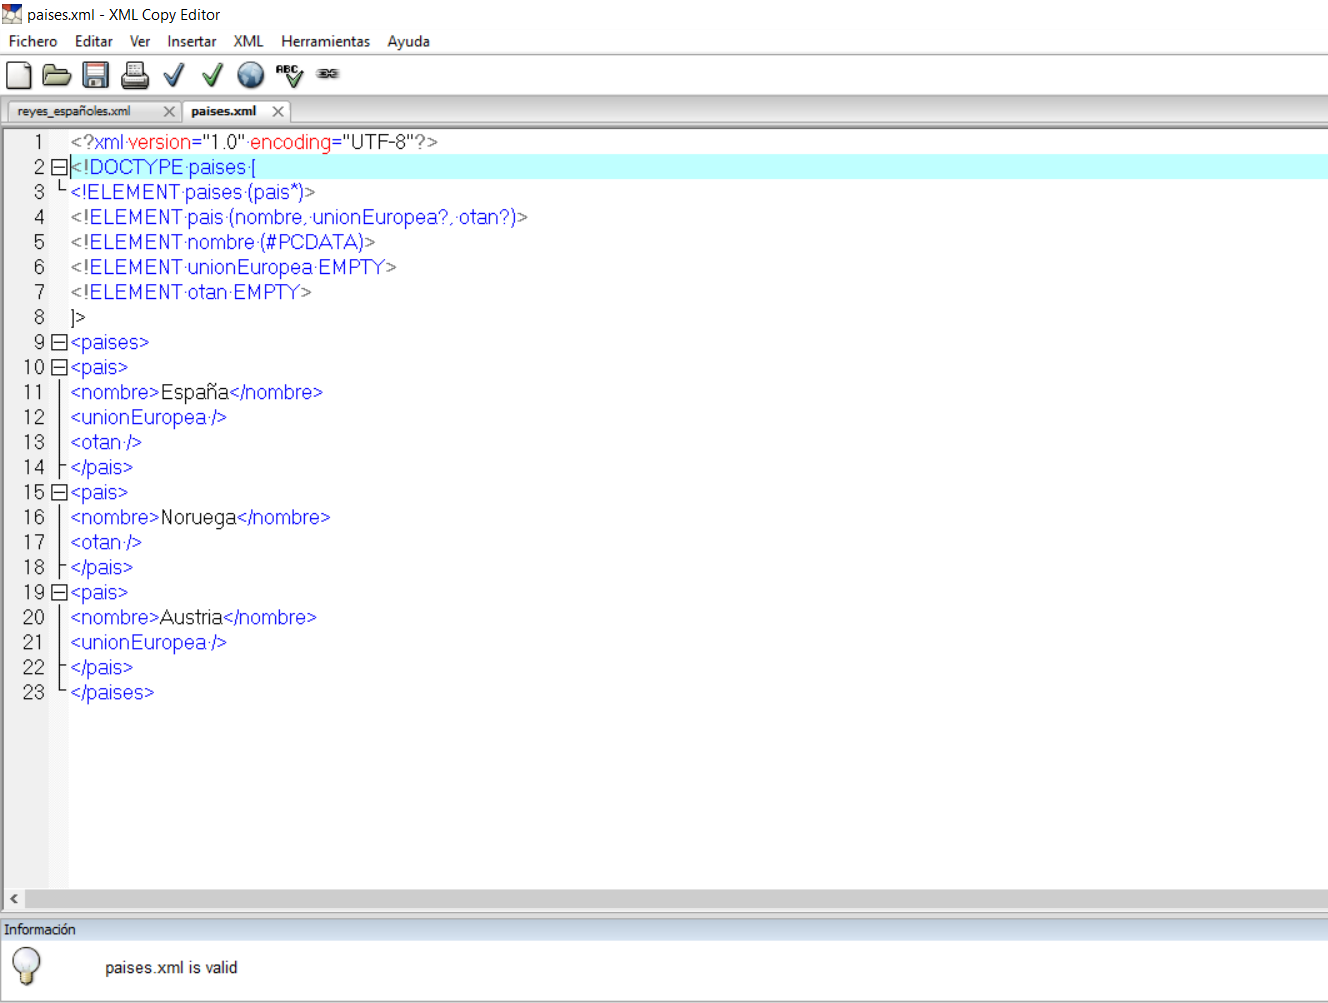 paises.xml - XML Copy Editor
Fichero Editar Ver Insertar XML Herramientas Ayuda
ABC
reyes_españoles.xml paises.xml
1 <?xml version="1.0" encoding="UTF-8"?>
2 <!DOCTYPE paises [
3 <!ELEMENT paises (pais*)>
4 <!ELEMENT pais (nombre, unionEuropea?, otan?)>
5 <!ELEMENT nombre (#PCDATA)>
6 <!ELEMENT unionEuropea EMPTY>
7 <!ELEMENT otan EMPTY>
8 ]>
9 <paises>
10 <pais>
11 <nombre>España</nombre>
12 <unionEuropea />
13 <otan />
14 </pais>
15 <pais>
16 <nombre>Noruega</nombre>
17 <otan />
18 </pais>
19 <pais>
20 <nombre>Austria</nombre>
21 <unionEuropea />
22 </pais>
23 </paises>
Información
paises.xml is valid